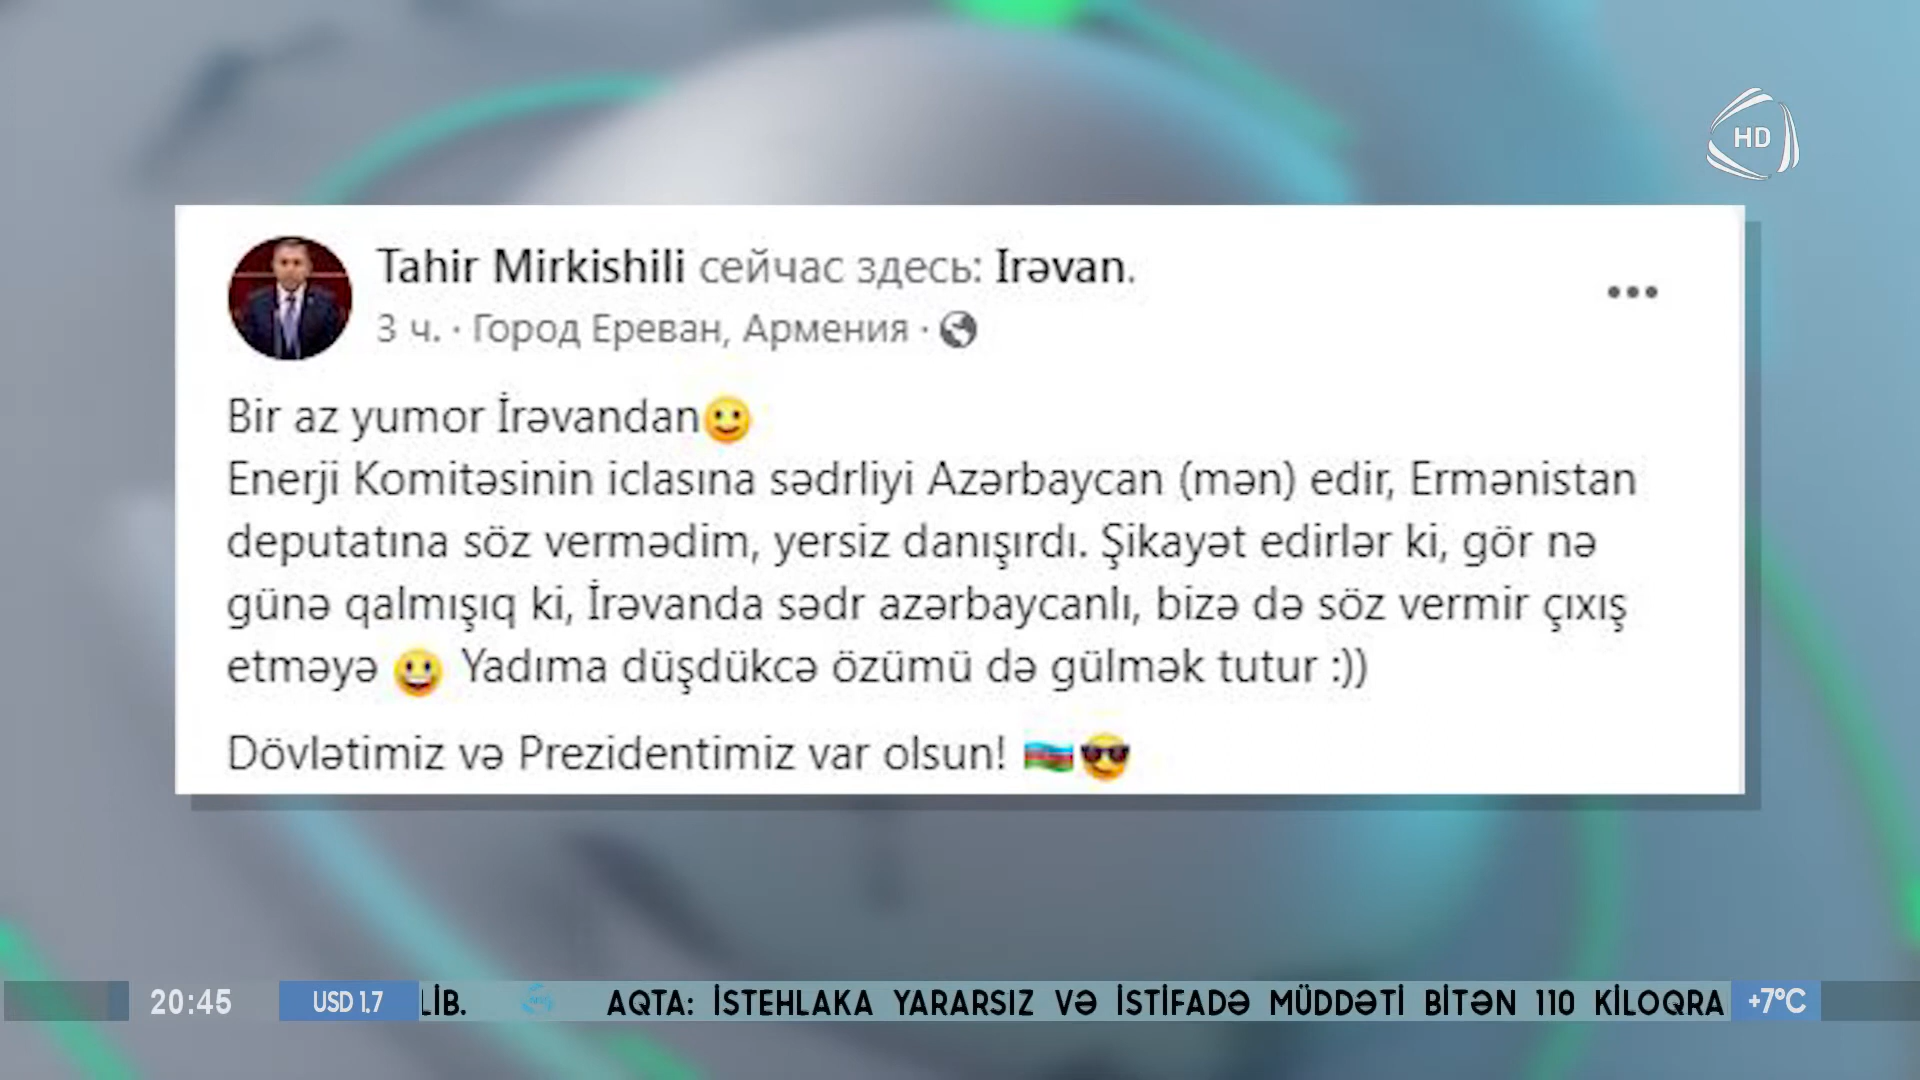 HD
Tahir Mirkishili сейчас здесь: Irəvan.
3 ч. · Город Ереван, Армения ·
Bir az yumor İrəvandan🙂
Enerji Komitəsinin iclasına sədrliyi Azərbaycan (mən) edir, Ermənistan
deputatına söz vermədim, yersiz danışırdı. Şikayət edirlər ki, gör nə
günə qalmışıq ki, İrəvanda sədr azərbaycanlı, bizə də söz vermir çıxış
etməyə 😀 Yadıma düşdükcə özümü də gülmək tutur :))
Dövlətimiz və Prezidentimiz var olsun! 🇦🇿😎
20:45 USD 1.7 LİB. AQTA: İSTEHLAKA YARARSIZ VƏ İSTİFADƏ MÜDDƏTİ BİTƏN 110 KİLOQRA +7°C